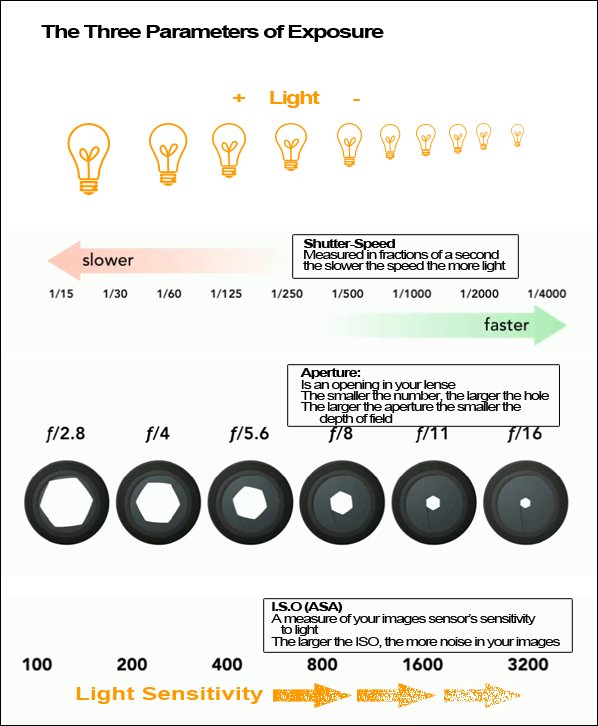 The Three Parameters of Exposure
+ Light -
Shutter-Speed
Measured in fractions of a second
the slower the speed the more light
slower
1/15 1/30 1/60 1/125 1/250 1/500 1/1000 1/2000 1/4000
faster
Aperture:
Is an opening in your lense
The smaller the number, the larger the hole
The larger the aperture the smaller the
depth of field
f/2.8 f/4 f/5.6 f/8 f/11 f/16
I.S.O (ASA)
A measure of your images sensor's sensitivity
to light
The larger the ISO, the more noise in your images
100 200 400 800 1600 3200
Light Sensitivity